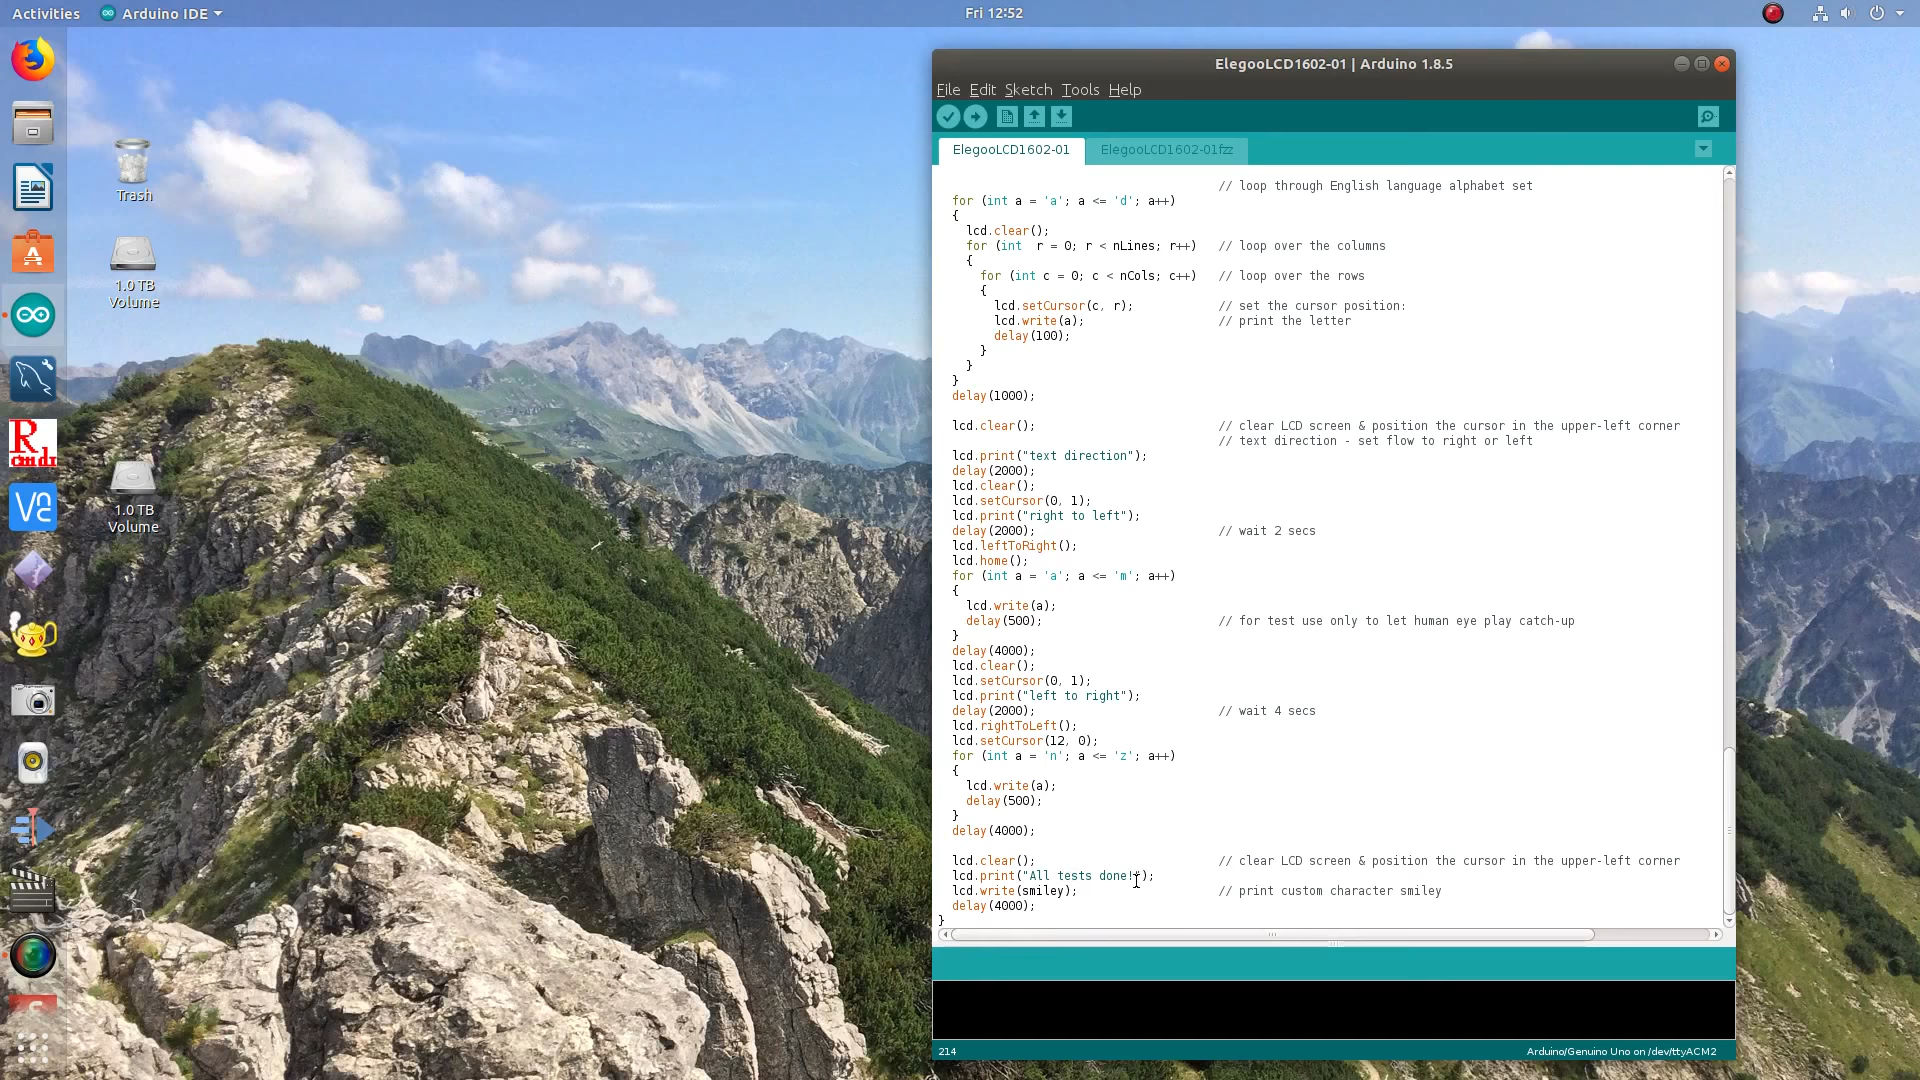 Activities
Arduino IDE
Fri 12:52
Trash
1.0 TB
Volume
R
cmdr
1.0 TB
Volume
ElegooLCD1602-01 | Arduino 1.8.5
File Edit Sketch Tools Help
ElegooLCD1602-01 ElegooLCD1602-01fzz
// loop through English language alphabet set
for (int a = 'a'; a <= 'd'; a++)
{
lcd.clear();
for (int  r = 0; r < nLines; r++) // loop over the columns
{
for (int c = 0; c < nCols; c++) // loop over the rows
{
lcd.setCursor(c, r); // set the cursor position:
lcd.write(a); // print the letter
delay(100);
}
}
}
delay(1000);
lcd.clear(); // clear LCD screen & position the cursor in the upper-left corner
// text direction - set flow to right or left
lcd.print("text direction");
delay(2000);
lcd.clear();
lcd.setCursor(0, 1);
lcd.print("right to left");
delay(2000); // wait 2 secs
lcd.leftToRight();
lcd.home();
for (int a = 'a'; a <= 'm'; a++)
{
lcd.write(a);
delay(500); // for test use only to let human eye play catch-up
}
delay(4000);
lcd.clear();
lcd.setCursor(0, 1);
lcd.print("left to right");
delay(2000); // wait 4 secs
lcd.rightToLeft();
lcd.setCursor(12, 0);
for (int a = 'n'; a <= 'z'; a++)
{
lcd.write(a);
delay(500);
}
delay(4000);
lcd.clear(); // clear LCD screen & position the cursor in the upper-left corner
lcd.print("All tests done!");
lcd.write(smiley); // print custom character smiley
delay(4000);
}
214
Arduino/Genuino Uno on /dev/ttyACM2